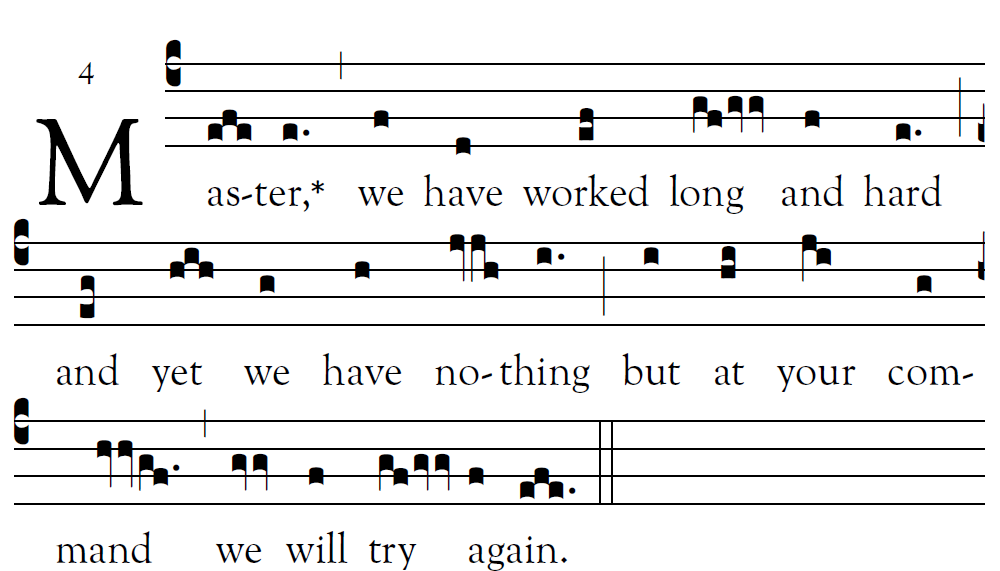 4
Mas-ter,* we have worked long and hard
and yet we have no-thing but at your com-
mand we will try again.